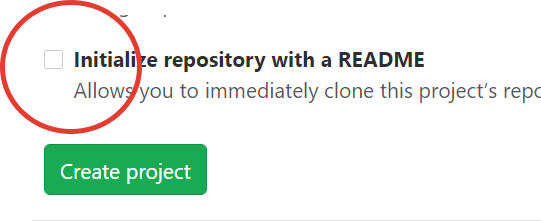 Initialize repository with a README
Allows you to immediately clone this project's repo
Create project